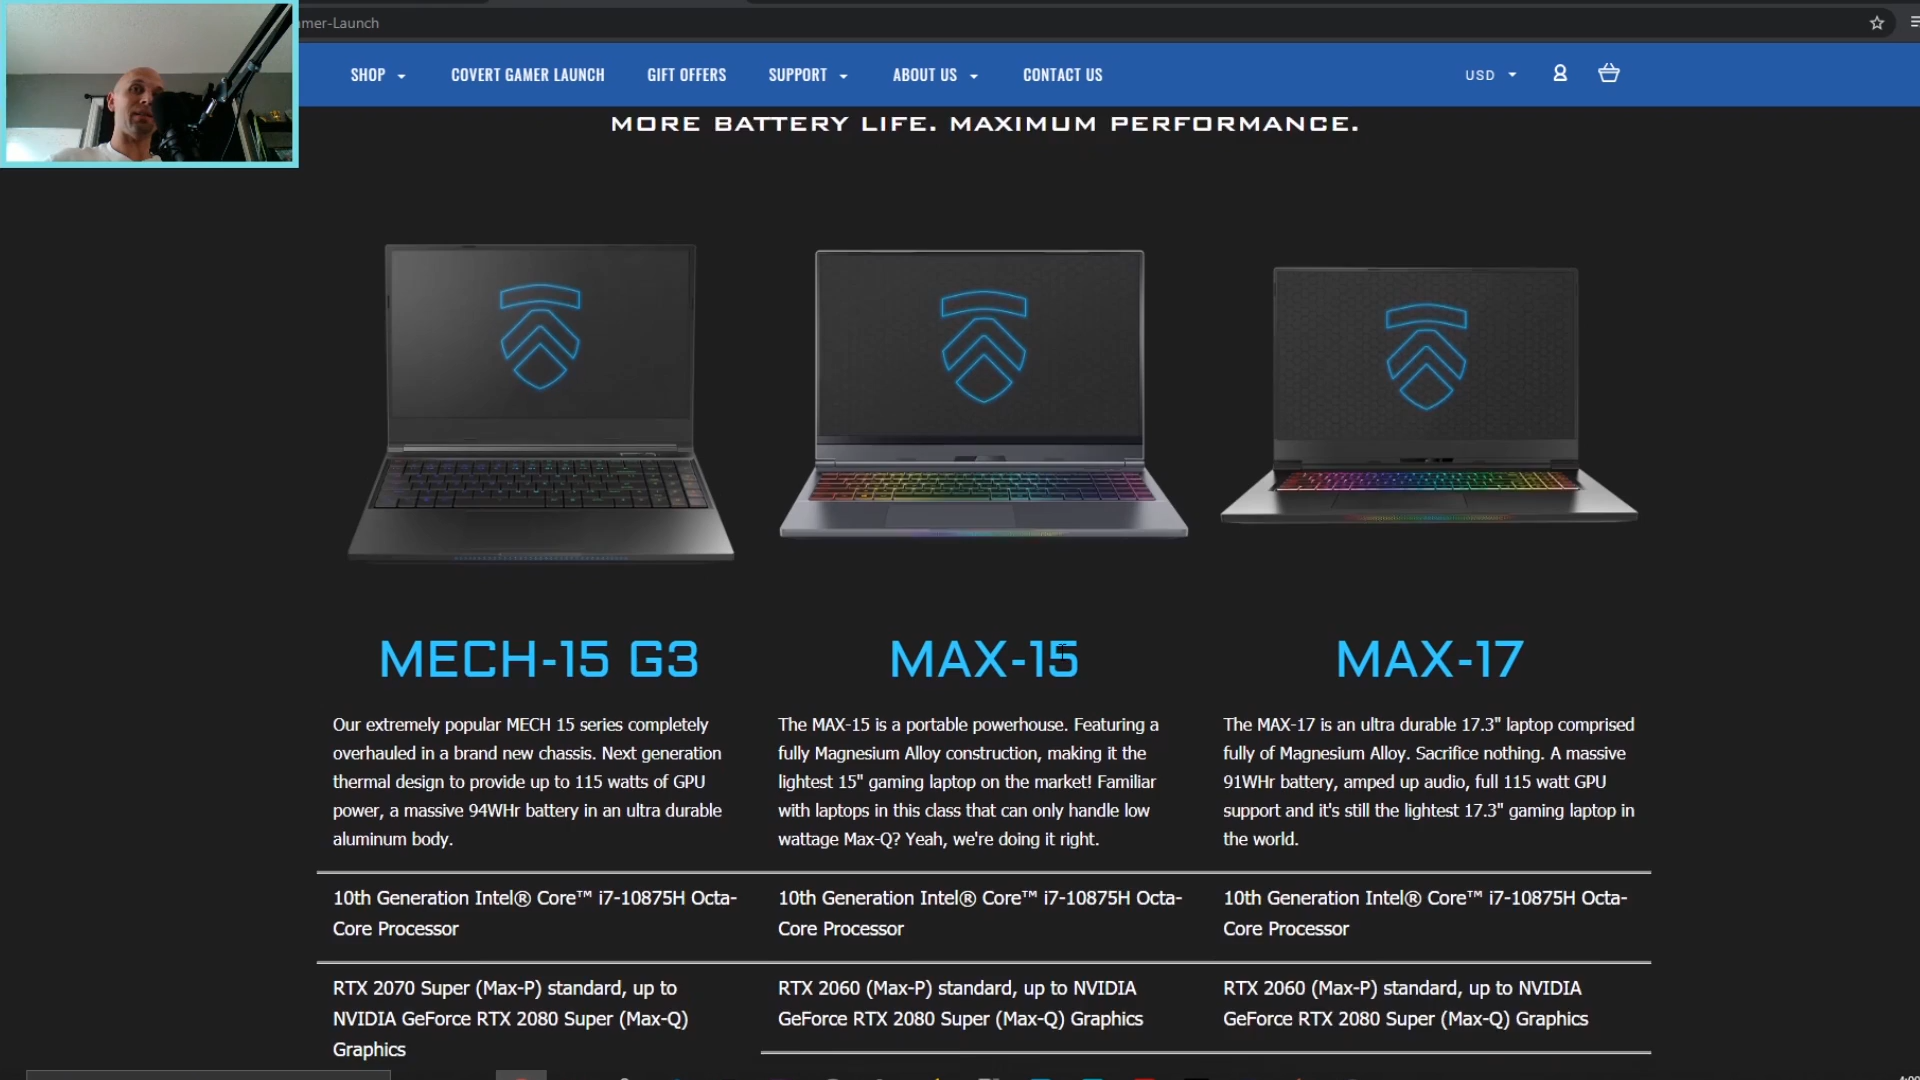 amer-Launch
SHOP
COVERT GAMER LAUNCH
GIFT OFFERS
SUPPORT
ABOUT US
CONTACT US
USD
MORE BATTERY LIFE. MAXIMUM PERFORMANCE.
MECH-15 G3
Our extremely popular MECH 15 series completely
overhauled in a brand new chassis. Next generation
thermal design to provide up to 115 watts of GPU
power, a massive 94WHr battery in an ultra durable
aluminum body.
10th Generation Intel® Core™ i7-10875H Octa-
Core Processor
RTX 2070 Super (Max-P) standard, up to
NVIDIA GeForce RTX 2080 Super (Max-Q)
Graphics
MAX-15
The MAX-15 is a portable powerhouse. Featuring a
fully Magnesium Alloy construction, making it the
lightest 15" gaming laptop on the market! Familiar
with laptops in this class that can only handle low
wattage Max-Q? Yeah, we're doing it right.
10th Generation Intel® Core™ i7-10875H Octa-
Core Processor
RTX 2060 (Max-P) standard, up to NVIDIA
GeForce RTX 2080 Super (Max-Q) Graphics
MAX-17
The MAX-17 is an ultra durable 17.3" laptop comprised
fully of Magnesium Alloy. Sacrifice nothing. A massive
91WHr battery, amped up audio, full 115 watt GPU
support and it's still the lightest 17.3" gaming laptop in
the world.
10th Generation Intel® Core™ i7-10875H Octa-
Core Processor
RTX 2060 (Max-P) standard, up to NVIDIA
GeForce RTX 2080 Super (Max-Q) Graphics